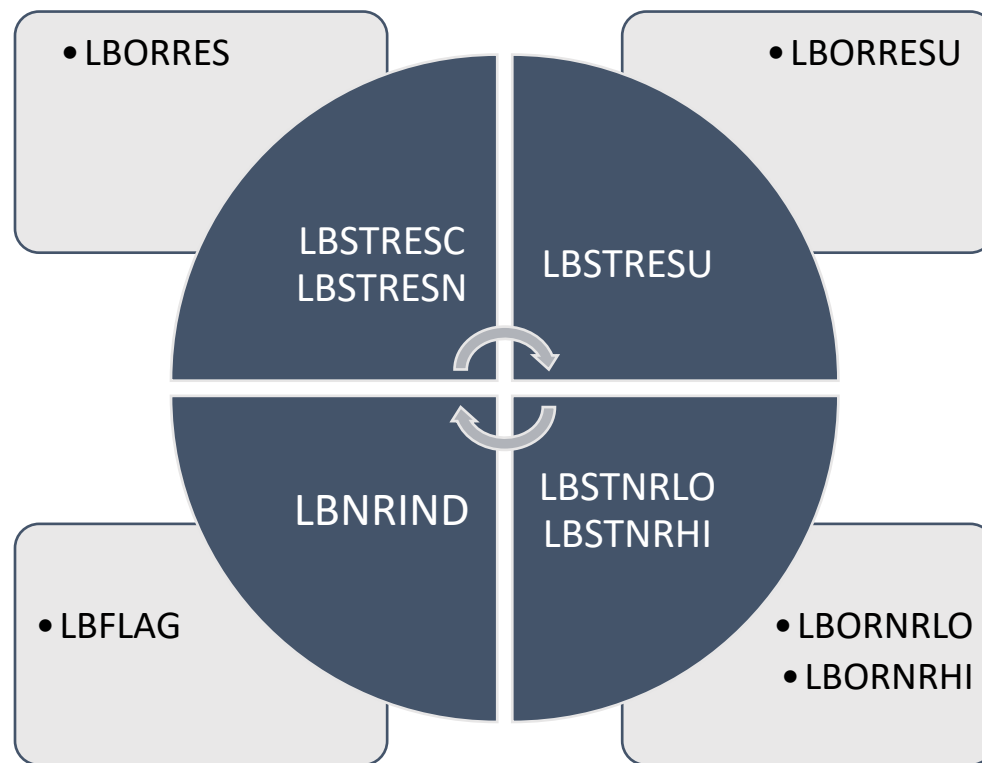 • LBORRES
• LBORRESU
LBSTRESC
LBSTRESN
LBSTRESU
LBNRIND
LBSTNRLO
LBSTNRHI
• LBFLAG
• LBORNRLO
• LBORNRHI